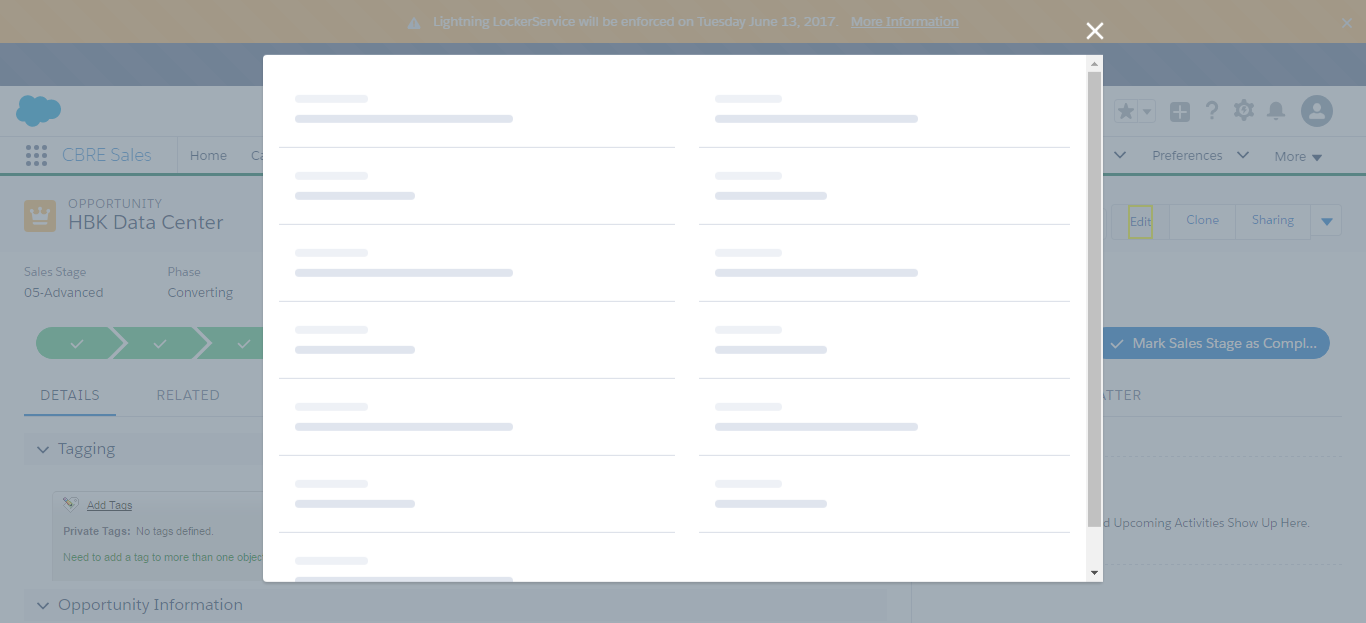 Lightning LockerService will be enforced on Tuesday June 13, 2017. More Information
CBRE Sales Home Preferences More
OPPORTUNITY
HBK Data Center
Edit Clone Sharing
Sales Stage Phase
05-Advanced Converting
Mark Sales Stage as Compl...
DETAILS RELATED
Tagging
Add Tags
Private Tags: No tags defined.
Upcoming Activities Show Up Here.
Need to add a tag to more than one
Opportunity Information